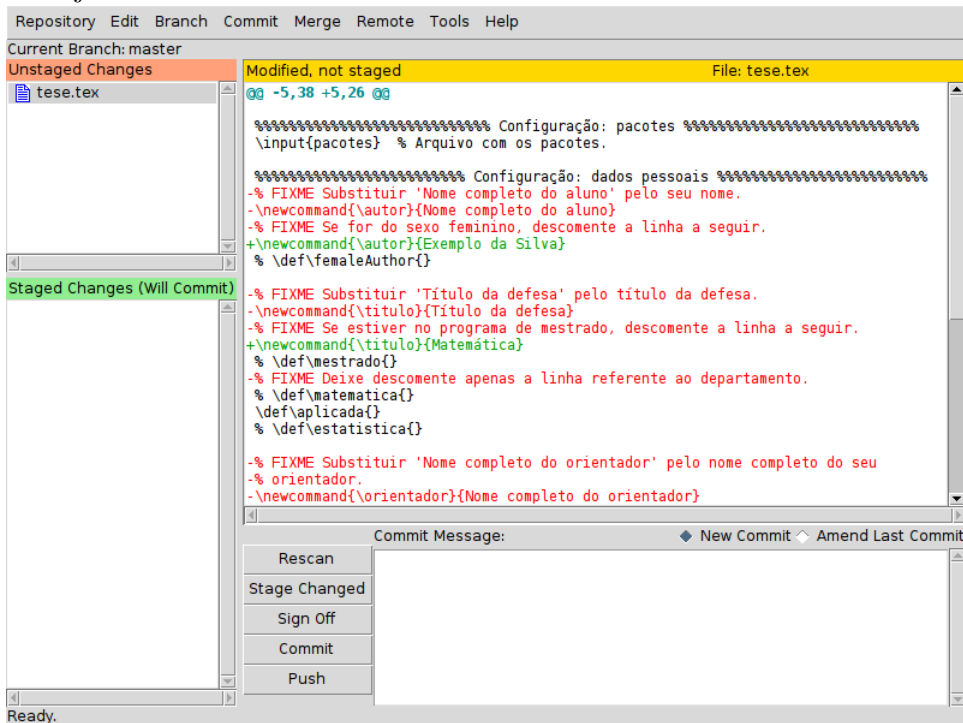 Repository Edit Branch Commit Merge Remote Tools Help
Current Branch: master
Unstaged Changes
tese.tex
Staged Changes (Will Commit)
Modified, not staged File: tese.tex
@@ -5,38 +5,26 @@
%%%%%%%%%%%%%%%%%%%%%%%%%%%% Configuração: pacotes %%%%%%%%%%%%%%%%%%%%%%%%%%%%
\input{pacotes}  % Arquivo com os pacotes.
%%%%%%%%%%%%%%%%%%%%%%%%% Configuração: dados pessoais %%%%%%%%%%%%%%%%%%%%%%%%%
-% FIXME Substituir 'Nome completo do aluno' pelo seu nome.
-\newcommand{\autor}{Nome completo do aluno}
-% FIXME Se for do sexo feminino, descomente a linha a seguir.
+\newcommand{\autor}{Exemplo da Silva}
% \def\femaleAuthor{}
-% FIXME Substituir 'Título da defesa' pelo título da defesa.
-\newcommand{\titulo}{Título da defesa}
-% FIXME Se estiver no programa de mestrado, descomente a linha a seguir.
+\newcommand{\titulo}{Matemática}
% \def\mestrado{}
-% FIXME Deixe descomente apenas a linha referente ao departamento.
% \def\matematica{}
\def\aplicada{}
% \def\estatistica{}
-% FIXME Substituir 'Nome completo do orientador' pelo nome completo do seu
-% orientador.
-\newcommand{\orientador}{Nome completo do orientador}
Commit Message: New Commit Amend Last Commit
Rescan
Stage Changed
Sign Off
Commit
Push
Ready.